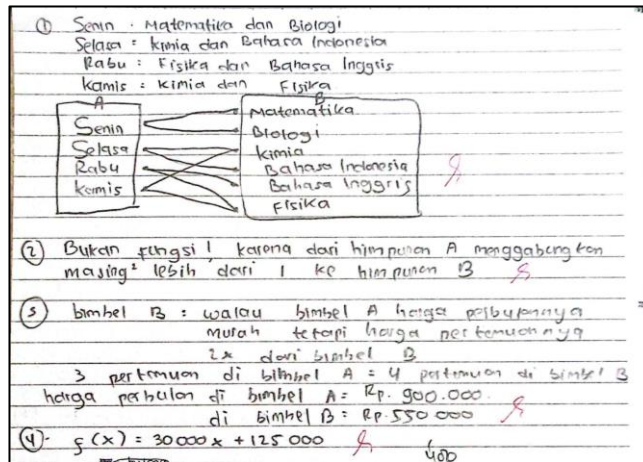 ① Senin : Matematika dan Biologi
Selasa : Kimia dan Bahasa Indonesia
Rabu : Fisika dan Bahasa Inggris
Kamis : Kimia dan Fisika
A
B
Senin
Selasa
Rabu
Kamis
Matematika
Biologi
Kimia
Bahasa Indonesia
Bahasa Inggris
Fisika
② Bukan fungsi, karena dari himpunan A menggabungkan
masing² lebih dari 1 ke himpunan B
③ bimbel B : walau bimbel A harga perbulannya
murah tetapi harga pertemuannya
2x dari bimbel B
3 pertemuan di bimbel A = 4 pertemuan di bimbel B
harga perbulan di bimbel A = Rp. 900.000
di bimbel B = Rp. 550 000
④. f(x) = 30000 x + 125 000